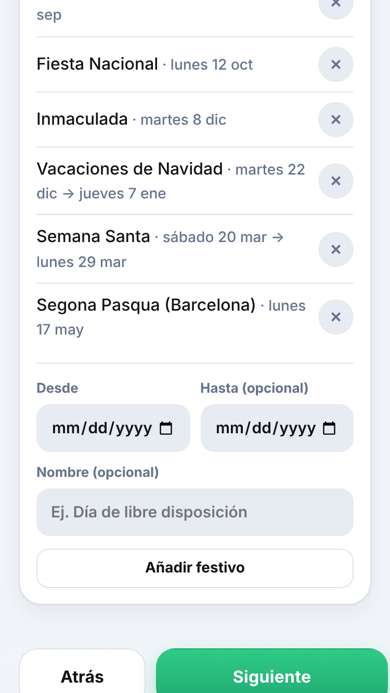 sep
Fiesta Nacional · lunes 12 oct
Inmaculada · martes 8 dic
Vacaciones de Navidad · martes 22
dic → jueves 7 ene
Semana Santa · sábado 20 mar →
lunes 29 mar
Segona Pasqua (Barcelona) · lunes
17 may
Desde
Hasta (opcional)
mm/dd/yyyy
mm/dd/yyyy
Nombre (opcional)
Ej. Día de libre disposición
Añadir festivo
Atrás
Siguiente